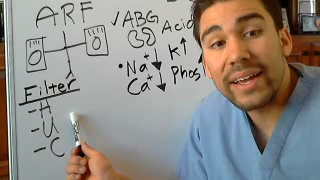 ARF
✓ABG Acid
K↑
•Na⁺↓
Ca⁺↓ Phos
Filter
-H
-U
-C